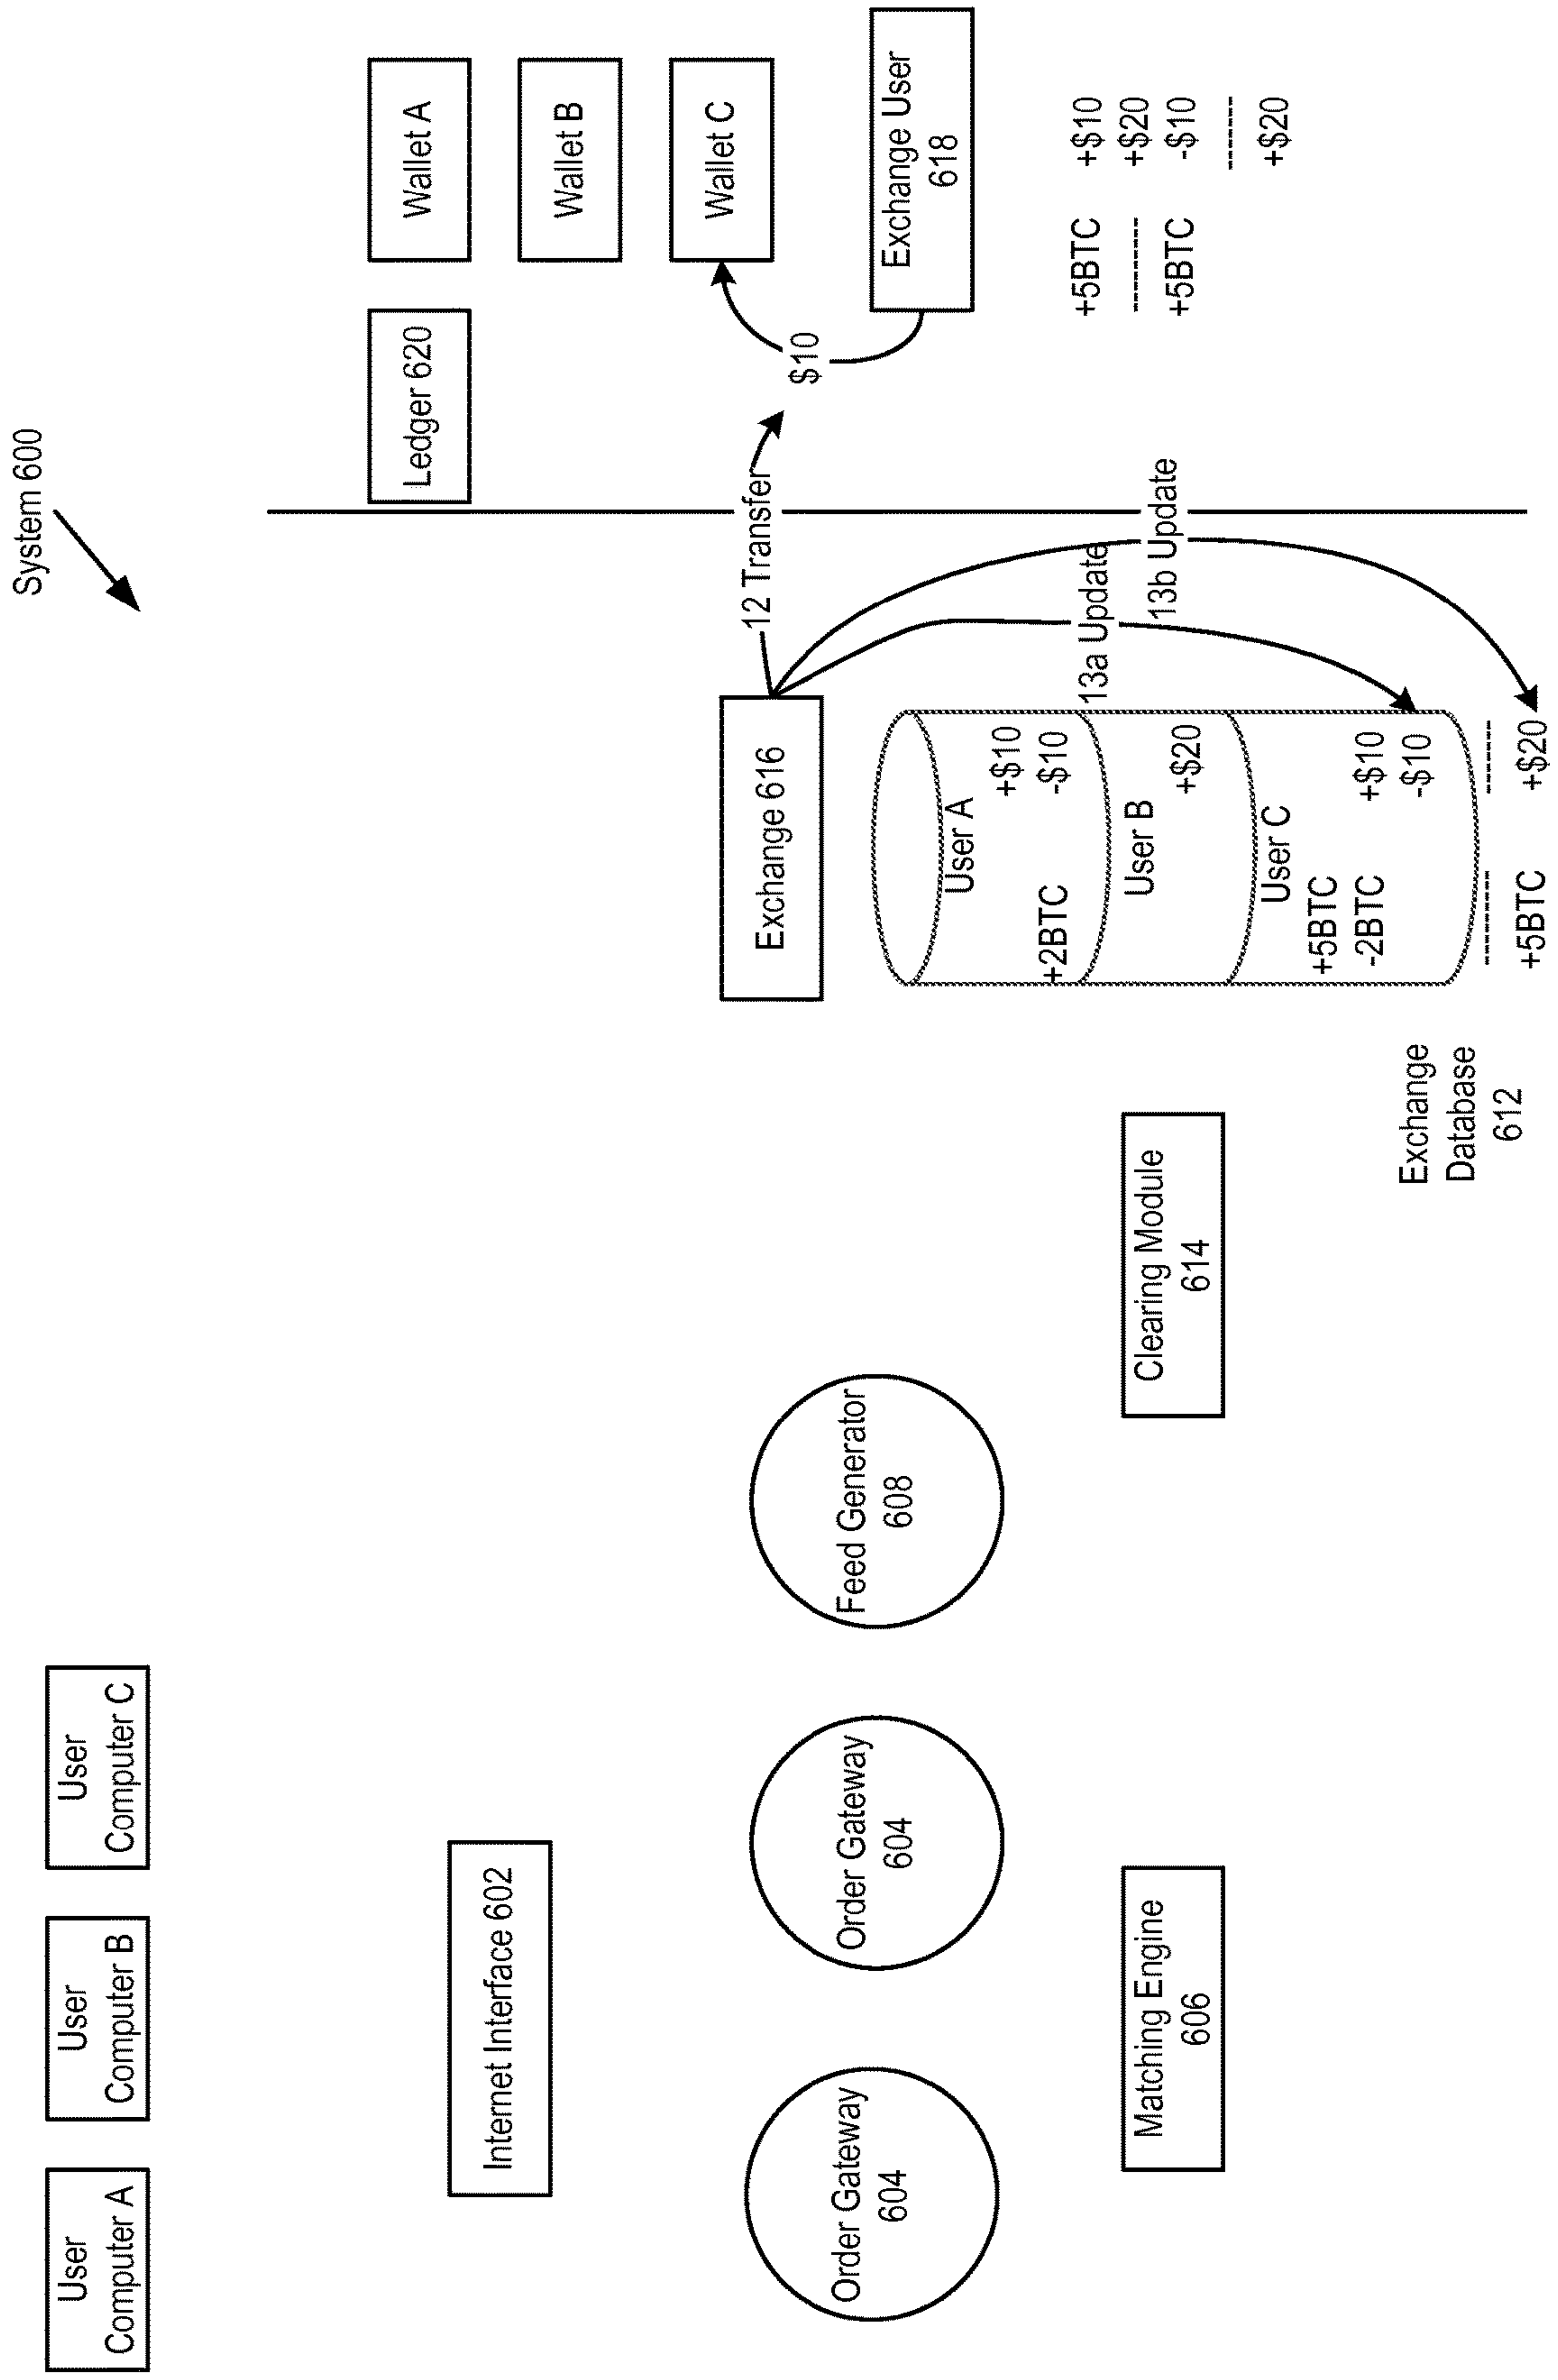 System 600
User
Computer A
User
Computer B
User
Computer C
Internet Interface 602
Order Gateway
604
Order Gateway
604
Feed Generator
608
Matching Engine
606
Clearing Module
614
Exchange 616
User A
+$10
+2BTC -$10
User B
+$20
User C
+5BTC
-2BTC +$10
-$10
--------- ---------
+5BTC +$20
Exchange
Database
612
12 Transfer
13a Update
13b Update
Ledger 620
Wallet A
Wallet B
Wallet C
$10
Exchange User
618
+5BTC +$10
--------- +$20
+5BTC -$10
---------
+$20